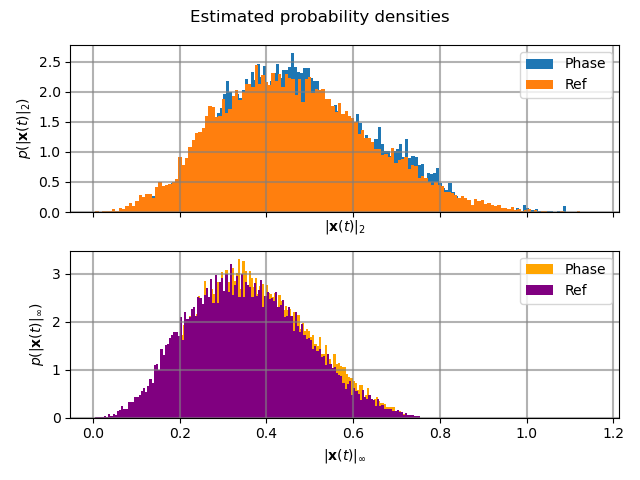 Estimated probability densities
p(|x(t)|₂)
2.5
2.0
1.5
1.0
0.5
0.0
Phase
Ref
|x(t)|₂
p(|x(t)|∞)
3
2
1
0
Phase
Ref
0.0 0.2 0.4 0.6 0.8 1.0 1.2
|x(t)|∞